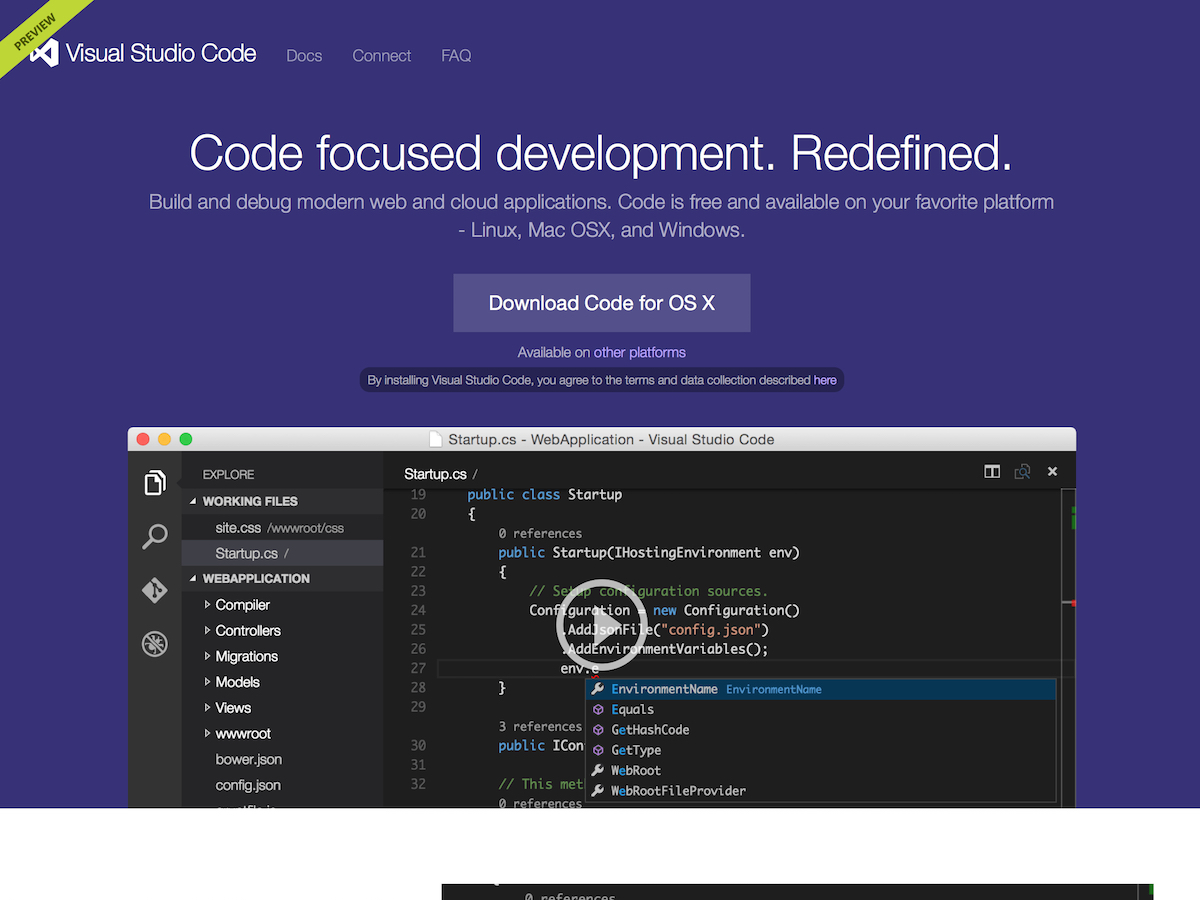 PREVIEW
Visual Studio Code Docs Connect FAQ
Code focused development. Redefined.
Build and debug modern web and cloud applications. Code is free and available on your favorite platform
- Linux, Mac OSX, and Windows.
Download Code for OS X
Available on other platforms
By installing Visual Studio Code, you agree to the terms and data collection described here
Startup.cs - WebApplication - Visual Studio Code
EXPLORE
WORKING FILES
site.css /wwwroot/css
Startup.cs /
WEBAPPLICATION
Compiler
Controllers
Migrations
Models
Views
wwwroot
bower.json
config.json
Startup.cs /
19 public class Startup
20 {
0 references
21 public Startup(IHostingEnvironment env)
22 {
23 // Setup configuration sources.
24 Configuration = new Configuration()
25 .AddJsonFile("config.json")
26 .AddEnvironmentVariables();
27 env.e
28 }
29
3 references
30 public ICon
31
32 // This met
0 references
EnvironmentName EnvironmentName
Equals
GetHashCode
GetType
WebRoot
WebRootFileProvider
0 references